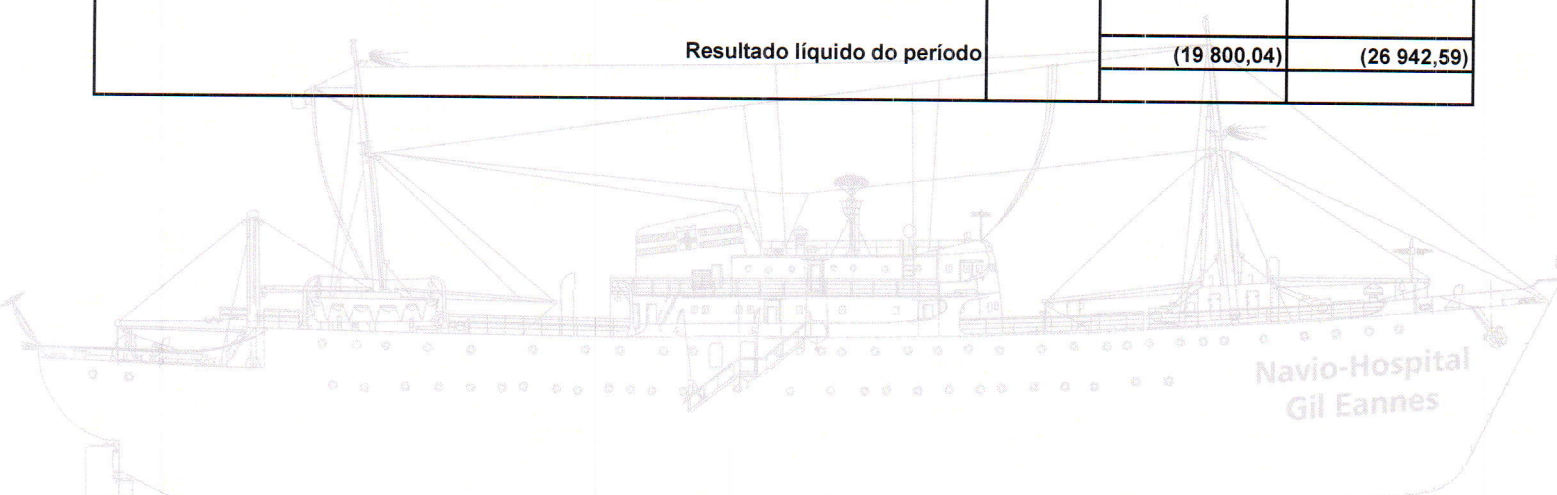 Resultado líquido do período (19 800,04) (26 942,59)
Navio-Hospital
Gil Eannes